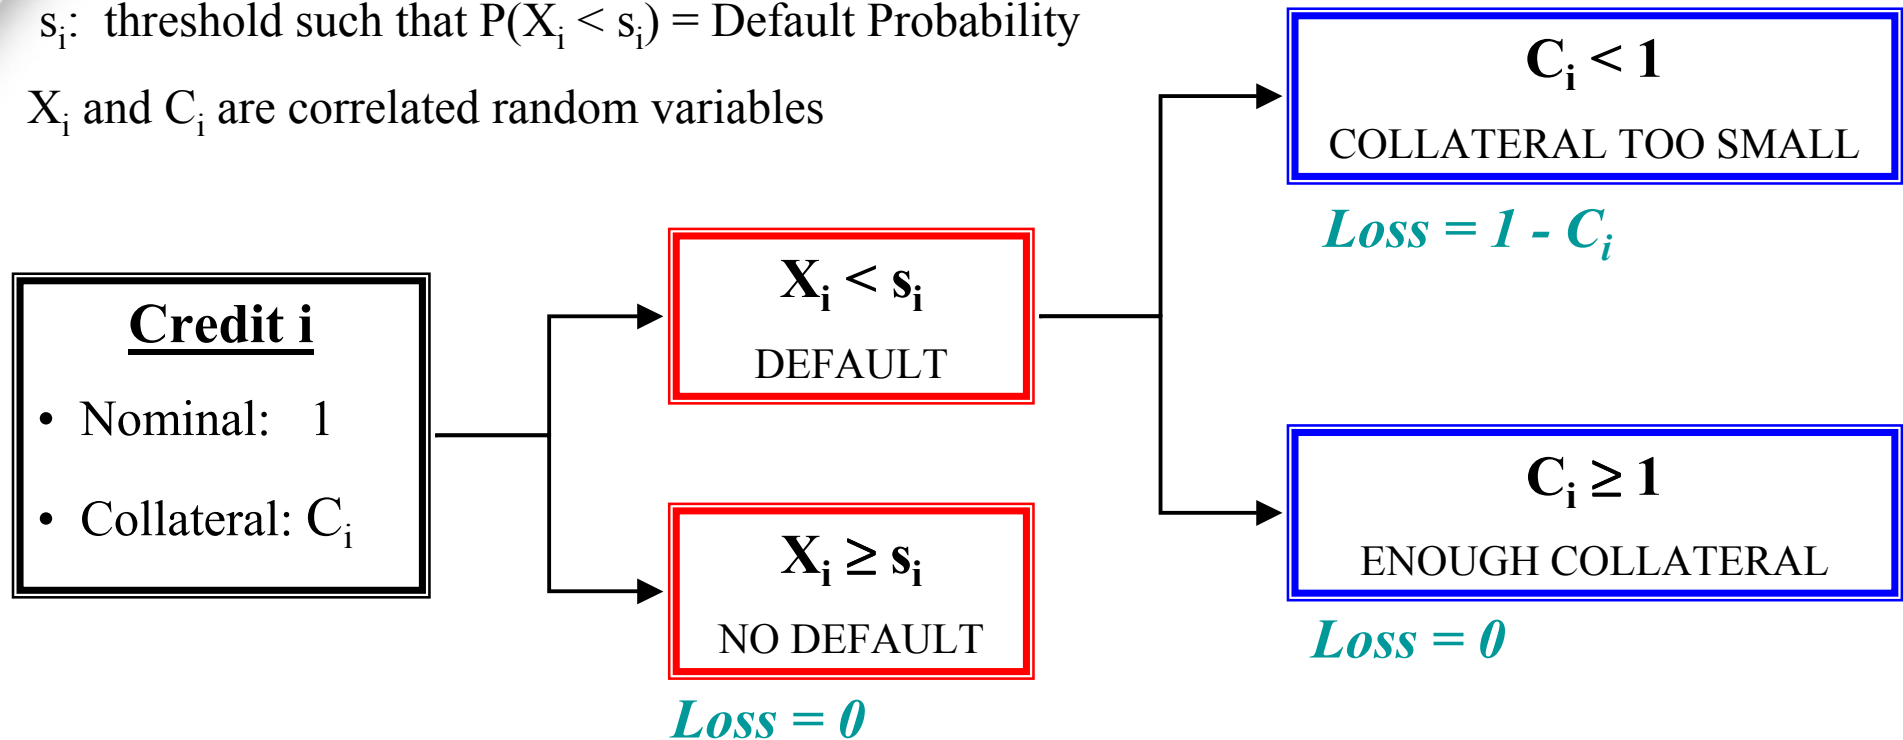 sᵢ: threshold such that P(Xᵢ < sᵢ) = Default Probability
Xᵢ and Cᵢ are correlated random variables
Credit i
• Nominal: 1
• Collateral: Cᵢ
Xᵢ < sᵢ
DEFAULT
Xᵢ ≥ sᵢ
NO DEFAULT
Loss = 0
Cᵢ < 1
COLLATERAL TOO SMALL
Loss = 1 - Cᵢ
Cᵢ ≥ 1
ENOUGH COLLATERAL
Loss = 0